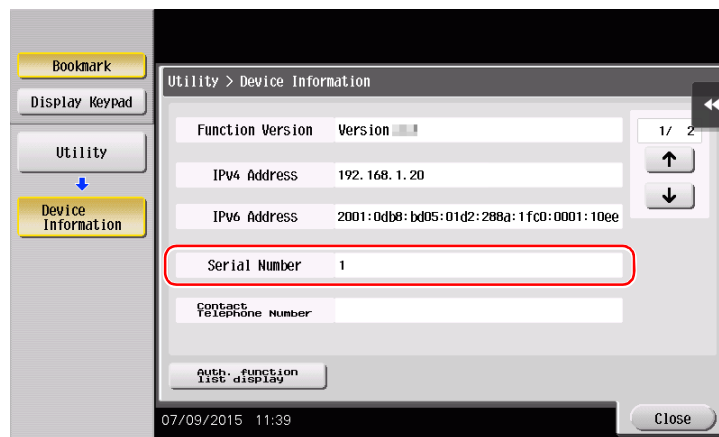 Bookmark
Display Keypad
Utility
Device
Information
Utility > Device Information
Function Version Version
IPv4 Address 192.168.1.20
IPv6 Address 2001:0db8:bd05:01d2:288a:1fc0:0001:10ee
Serial Number 1
Contact
Telephone Number
1/ 2
Auth. function
list display
07/09/2015 11:39
Close